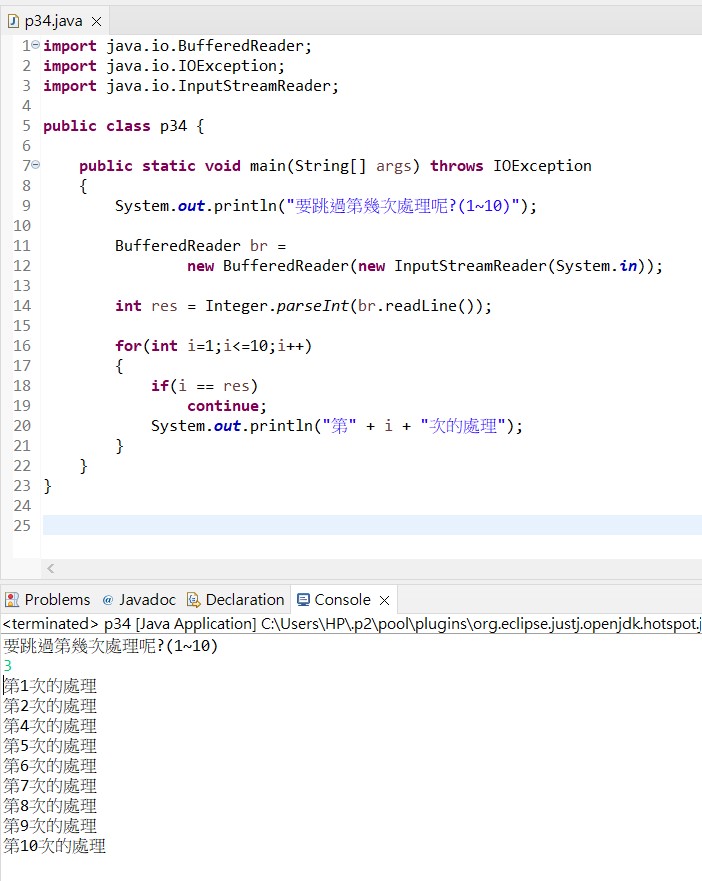 p34.java
1 import java.io.BufferedReader;
2 import java.io.IOException;
3 import java.io.InputStreamReader;
4
5 public class p34 {
6
7     public static void main(String[] args) throws IOException
8     {
9         System.out.println("要跳過第幾次處理呢?(1~10)");
10
11         BufferedReader br =
12                 new BufferedReader(new InputStreamReader(System.in));
13
14         int res = Integer.parseInt(br.readLine());
15
16         for(int i=1;i<=10;i++)
17         {
18             if(i == res)
19                 continue;
20             System.out.println("第" + i + "次的處理");
21         }
22     }
23 }
24
25
Problems @ Javadoc Declaration Console
<terminated> p34 [Java Application] C:\Users\HP\.p2\pool\plugins\org.eclipse.justj.openjdk.hotspot.j
要跳過第幾次處理呢?(1~10)
3
第1次的處理
第2次的處理
第4次的處理
第5次的處理
第6次的處理
第7次的處理
第8次的處理
第9次的處理
第10次的處理